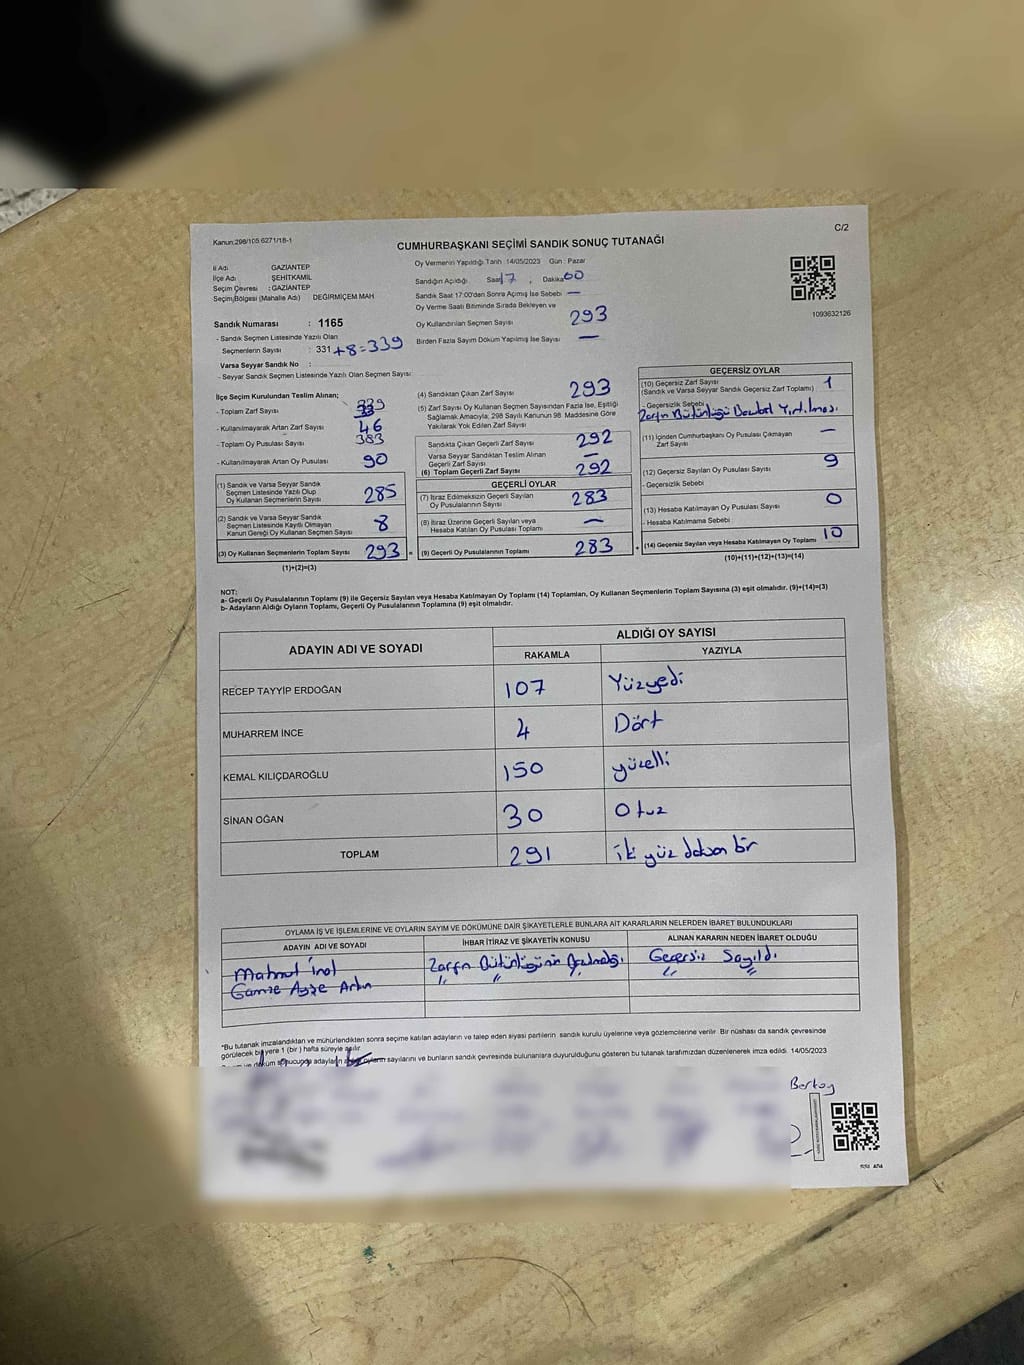 Kanun:298/105 6271/18-1
C/2
CUMHURBAŞKANI SEÇİMİ SANDIK SONUÇ TUTANAĞI
İl Adı GAZİANTEP
İlçe Adı ŞEHİTKAMİL
Seçim Çevresi : GAZİANTEP
Seçim Bölgesi (Mahalle Adı) DEĞİRMİÇEM MAH
Sandık Numarası : 1165
- Sandık Seçmen Listesinde Yazılı Olan
Seçmenlerin Sayısı : 331 +8=339
Varsa Seyyar Sandık No :
- Seyyar Sandık Seçmen Listesinde Yazılı Olan Seçmen Sayısı:
Oy Vermenin Yapıldığı Tarih 14/05/2023 Gün : Pazar
Sandığın Açıldığı Saat 17 , Dakika 00
Sandık Saat 17:00'dan Sonra Açılmış İse Sebebi —
Oy Verme Saati Bitiminde Sırada Bekleyen ve
Oy Kullandırılan Seçmen Sayısı 293
Birden Fazla Sayım Döküm Yapılmış İse Sayısı —
1093632126
İlçe Seçim Kurulundan Teslim Alınan;
- Toplam Zarf Sayısı 339
- Kullanılmayarak Artan Zarf Sayısı 46
- Toplam Oy Pusulası Sayısı 383
- Kullanılmayarak Artan Oy Pusulası 90
(1) Sandık ve Varsa Seyyar Sandık
Seçmen Listesinde Yazılı Olup
Oy Kullanan Seçmenlerin Sayısı 285
(2) Sandık ve Varsa Seyyar Sandık
Seçmen Listesinde Kayıtlı Olmayan
Kanun Gereği Oy Kullanan Seçmen Sayısı 8
(3) Oy Kullanan Seçmenlerin Toplam Sayısı 293 =
(1)+(2)=(3)
(4) Sandıktan Çıkan Zarf Sayısı 293
(5) Zarf Sayısı Oy Kullanan Seçmen Sayısından Fazla İse, Eşitliği
Sağlamak Amacıyla, 298 Sayılı Kanunun 98. Maddesine Göre
Yakılarak Yok Edilen Zarf Sayısı
Sandıkta Çıkan Geçerli Zarf Sayısı 292
Varsa Seyyar Sandıktan Teslim Alınan
Geçerli Zarf Sayısı —
(6) Toplam Geçerli Zarf Sayısı 292
GEÇERLİ OYLAR
(7) İtiraz Edilmeksizin Geçerli Sayılan
Oy Pusulalarının Sayısı 283
(8) İtiraz Üzerine Geçerli Sayılan veya
Hesaba Katılan Oy Pusulası Toplamı —
(9) Geçerli Oy Pusulalarının Toplamı 283 +
GEÇERSİZ OYLAR
(10) Geçersiz Zarf Sayısı 1
(Sandık ve Varsa Seyyar Sandık Geçersiz Zarf Toplamı)
- Geçersizlik Sebebi
Zarfın Bütünlüğü Yırtılması
(11) İçinden Cumhurbaşkanı Oy Pusulası Çıkmayan
Zarf Sayısı —
(12) Geçersiz Sayılan Oy Pusulası Sayısı 9
- Geçersizlik Sebebi
(13) Hesaba Katılmayan Oy Pusulası Sayısı 0
- Hesaba Katılmama Sebebi
(14) Geçersiz Sayılan veya Hesaba Katılmayan Oy Toplamı 10
(10)+(11)+(12)+(13)=(14)
NOT:
a- Geçerli Oy Pusulalarının Toplamı (9) ile Geçersiz Sayılan veya Hesaba Katılmayan Oy Toplamı (14) Toplamları, Oy Kullanan Seçmenlerin Toplam Sayısına (3) eşit olmalıdır. (9)+(14)=(3)
b- Adayların Aldığı Oyların Toplamı, Geçerli Oy Pusulalarının Toplamına (9) eşit olmalıdır.
ADAYIN ADI VE SOYADI ALDIĞI OY SAYISI
RAKAMLA YAZIYLA
RECEP TAYYİP ERDOĞAN 107 Yüzyedi
MUHARREM İNCE 4 Dört
KEMAL KILIÇDAROĞLU 150 yüzelli
SİNAN OĞAN 30 Otuz
TOPLAM 291 iki yüz doksan bir
OYLAMA İŞ VE İŞLEMLERİNE VE OYLARIN SAYIM VE DÖKÜMÜNE DAİR ŞİKAYETLERLE BUNLARA AİT KARARLARIN NELERDEN İBARET BULUNDUKLARI
ADAYIN ADI VE SOYADI İHBAR İTİRAZ VE ŞİKAYETİN KONUSU ALINAN KARARIN NEDEN İBARET OLDUĞU
Mahmut İnal Zarfın Bütünlüğünün Geçersiz Sayıldı
Gamze Ayşe Artın " " " "
*Bu tutanak imzalandıktan ve mühürlendikten sonra seçime katılan adayların ve talep eden siyasi partilerin sandık kurulu üyelerine veya gözlemcilerine verilir. Bir nüshası da sandık çevresinde
görülecek bir yere 1 (bir) hafta süreyle asılır.
ve döküm sonucunda adayların oyların sayılarını ve bunların sandık çevresinde bulunanlara duyurulduğunu gösteren bu tutanak tarafımızdan düzenlenerek imza edildi. 14/05/2023
Berkay